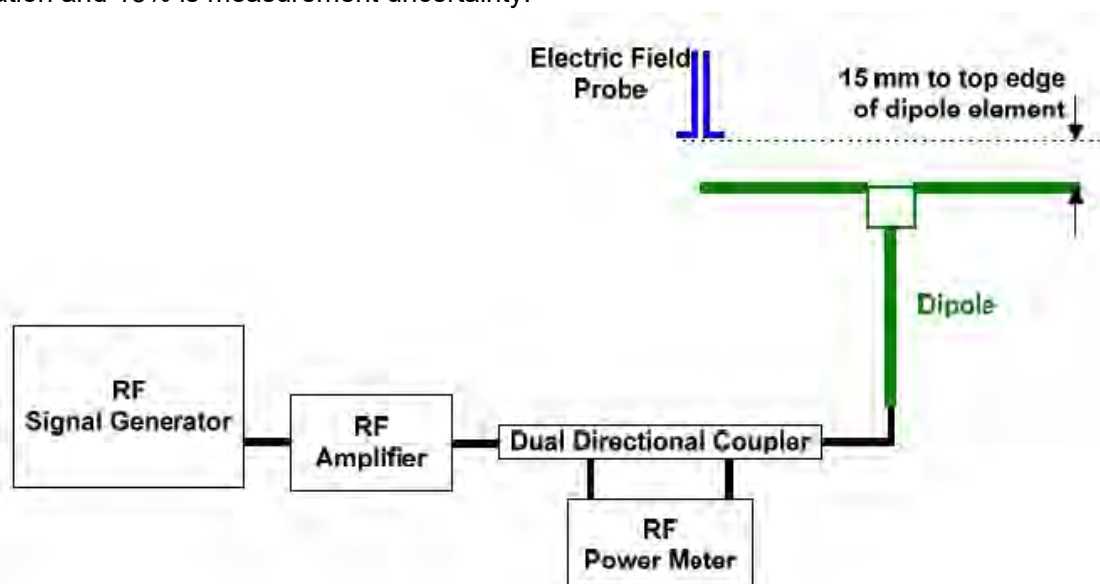 Electric Field
Probe
15 mm to top edge
of dipole element
Dipole
RF
Signal Generator
RF
Amplifier
Dual Directional Coupler
RF
Power Meter